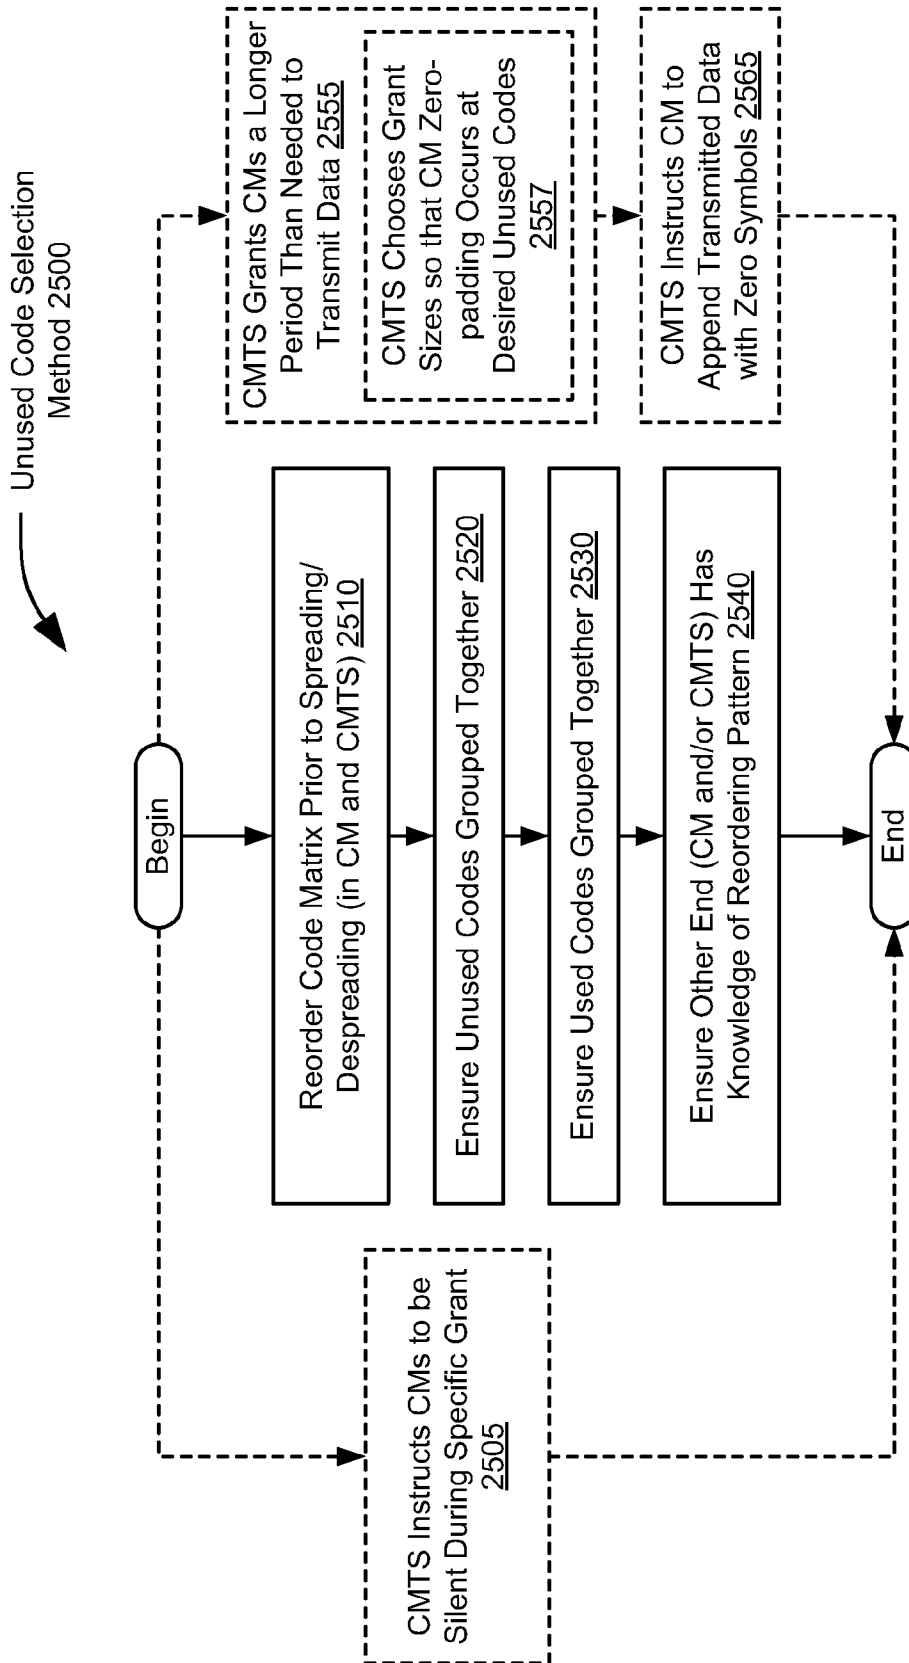 Unused Code Selection
Method 2500
Begin
CMTS Instructs CMs to be
Silent During Specific Grant
2505
Reorder Code Matrix Prior to Spreading/
Despreading (in CM and CMTS) 2510
Ensure Unused Codes Grouped Together 2520
Ensure Used Codes Grouped Together 2530
Ensure Other End (CM and/or CMTS) Has
Knowledge of Reordering Pattern 2540
CMTS Grants CMs a Longer
Period Than Needed to
Transmit Data 2555
CMTS Chooses Grant
Sizes so that CM Zero-
padding Occurs at
Desired Unused Codes
2557
CMTS Instructs CM to
Append Transmitted Data
with Zero Symbols 2565
End